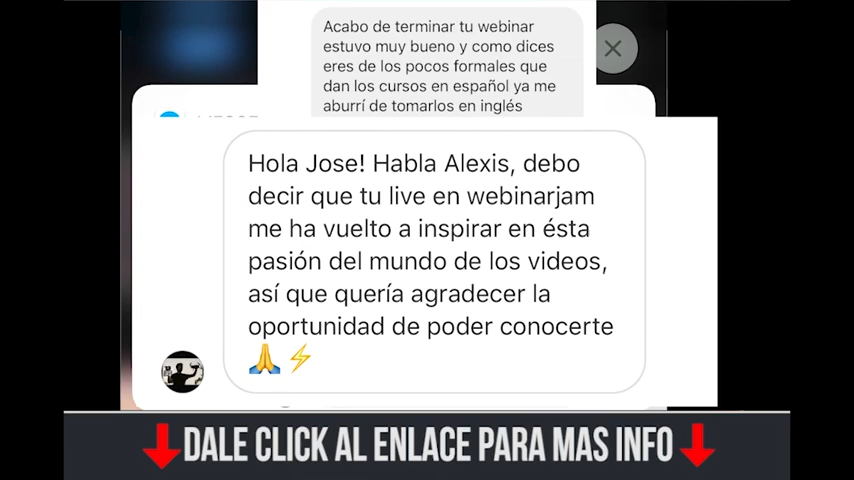 Acabo de terminar tu webinar
estuvo muy bueno y como dices
eres de los pocos formales que
dan los cursos en español ya me
aburrí de tomarlos en inglés
Hola Jose! Habla Alexis, debo
decir que tu live en webinarjam
me ha vuelto a inspirar en ésta
pasión del mundo de los videos,
así que quería agradecer la
oportunidad de poder conocerte
🙏⚡
DALE CLICK AL ENLACE PARA MAS INFO